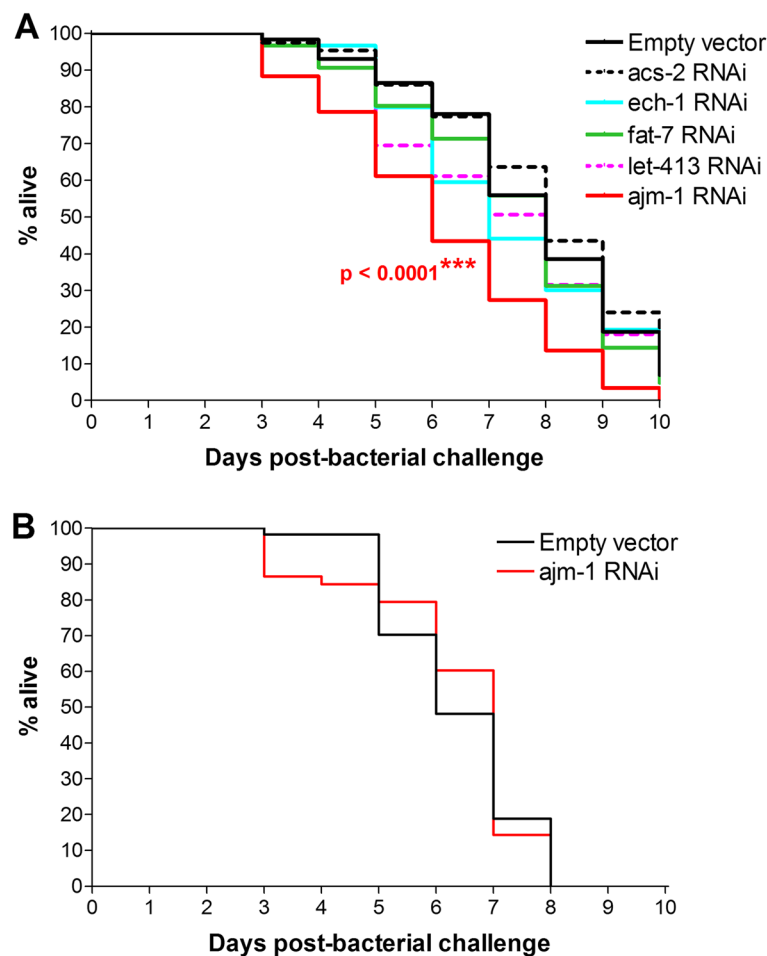 A
100
90
80
70
60
50
40
30
20
10
0
% alive
0 1 2 3 4 5 6 7 8 9 10
Days post-bacterial challenge
Empty vector
acs-2 RNAi
ech-1 RNAi
fat-7 RNAi
let-413 RNAi
ajm-1 RNAi
p < 0.0001***
B
100
90
80
70
60
50
40
30
20
10
0
% alive
0 1 2 3 4 5 6 7 8 9 10
Days post-bacterial challenge
Empty vector
ajm-1 RNAi